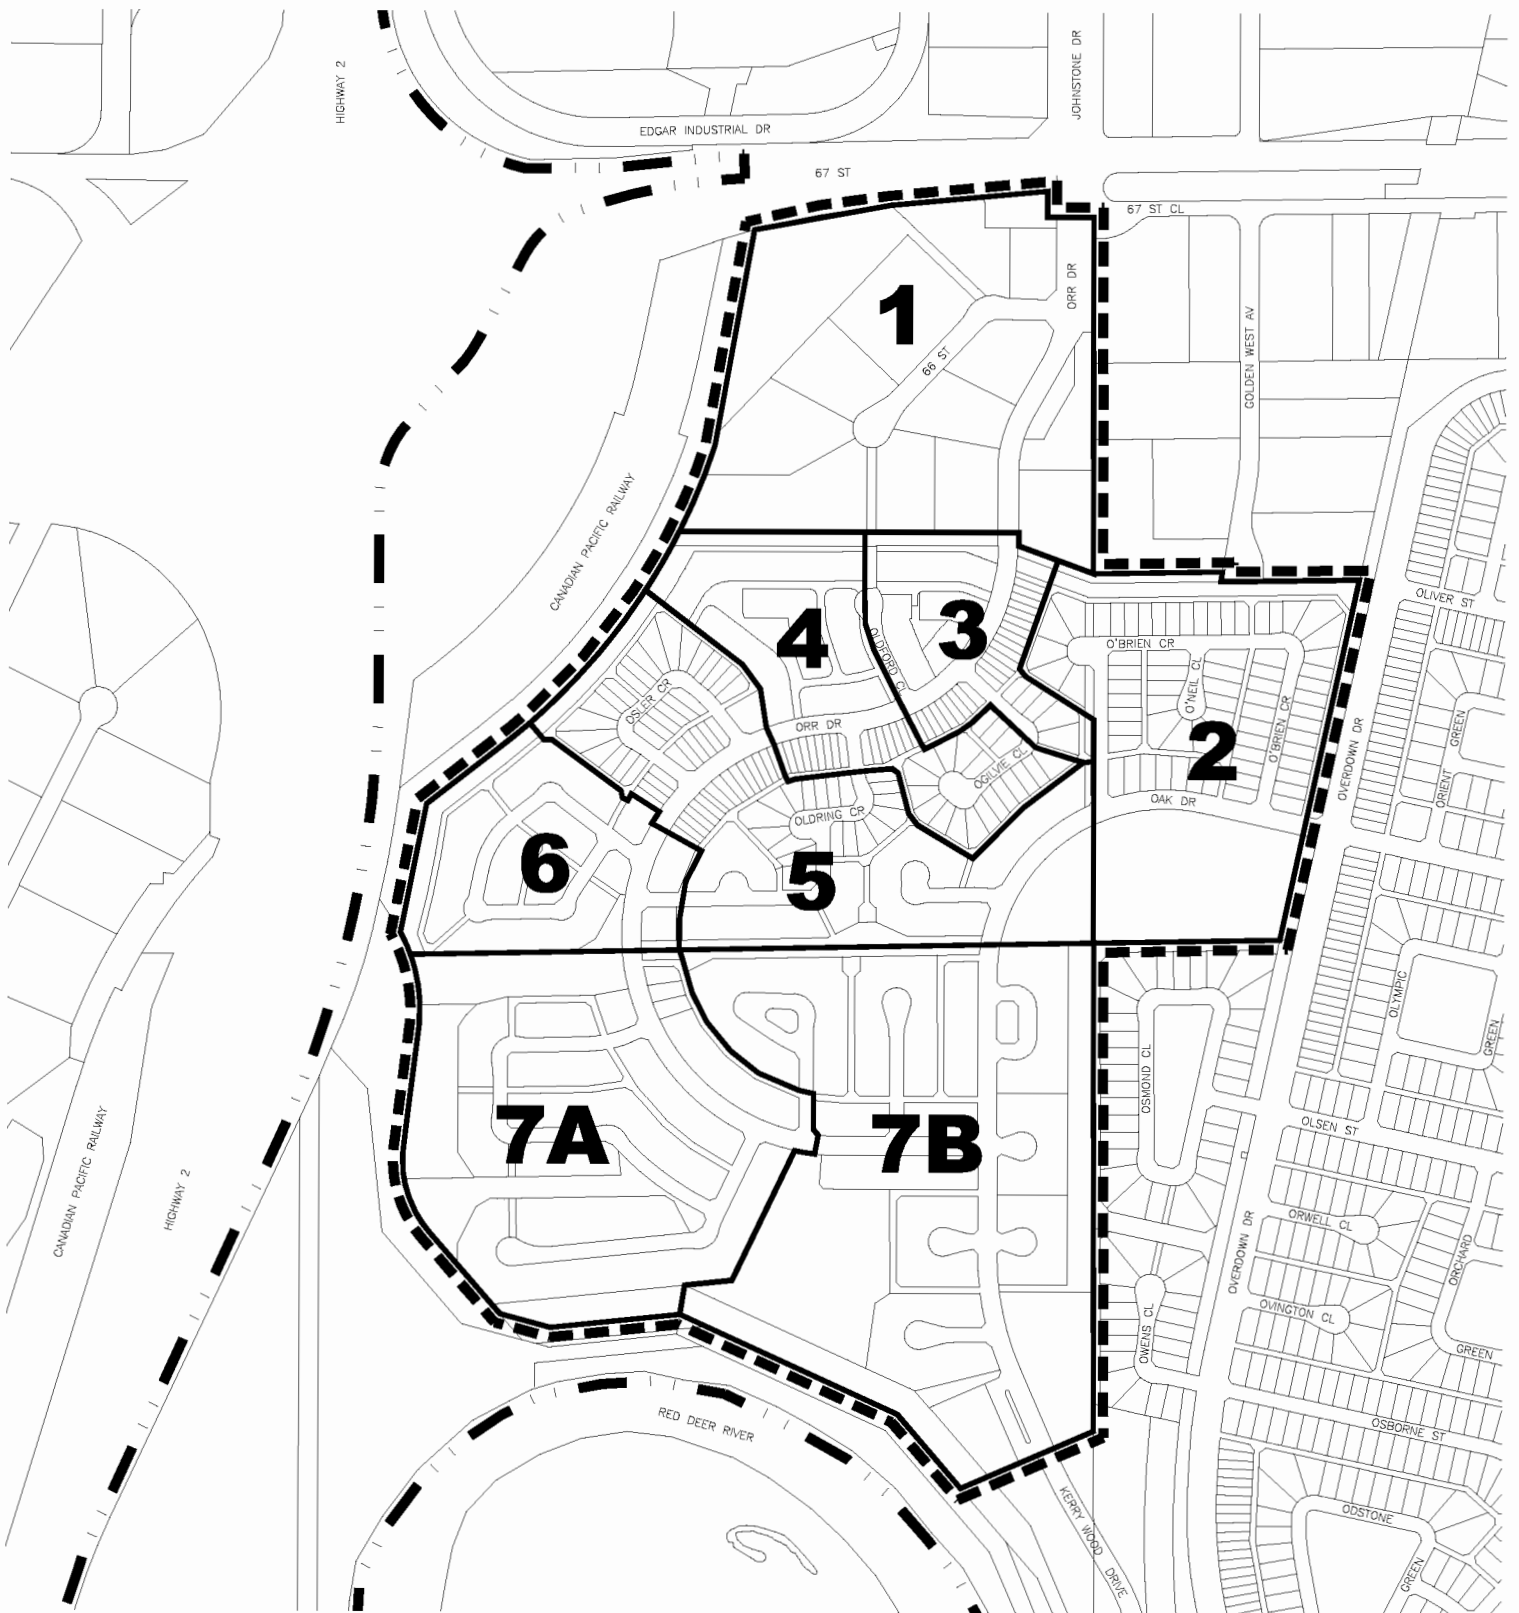 HIGHWAY 2
JOHNSTONE DR
EDGAR INDUSTRIAL DR
67 ST
67 ST CL
ORR DR
1
66 ST
GOLDEN WEST AV
CANADIAN PACIFIC RAILWAY
OLIVER ST
4
3
OLDFORD CL
O'BRIEN CR
O'NEIL CL
DSLER CR
ORR DR
O'BRIEN CR
2
GREEN
OVERDOWN DR
ORIENT
OGILVIE CL
OAK DR
OLDRING CR
6
5
OLYMPIC
GREEN
OSMOND CL
7A
7B
OLSEN ST
CANADIAN PACIFIC RAILWAY
HIGHWAY 2
ORWELL CL
OVERDOWN DR
ORCHARD
OVINGTON CL
OWENS CL
GREEN
RED DEER RIVER
OSBORNE ST
KERRY WOOD DRIVE
ODSTONE
GREEN